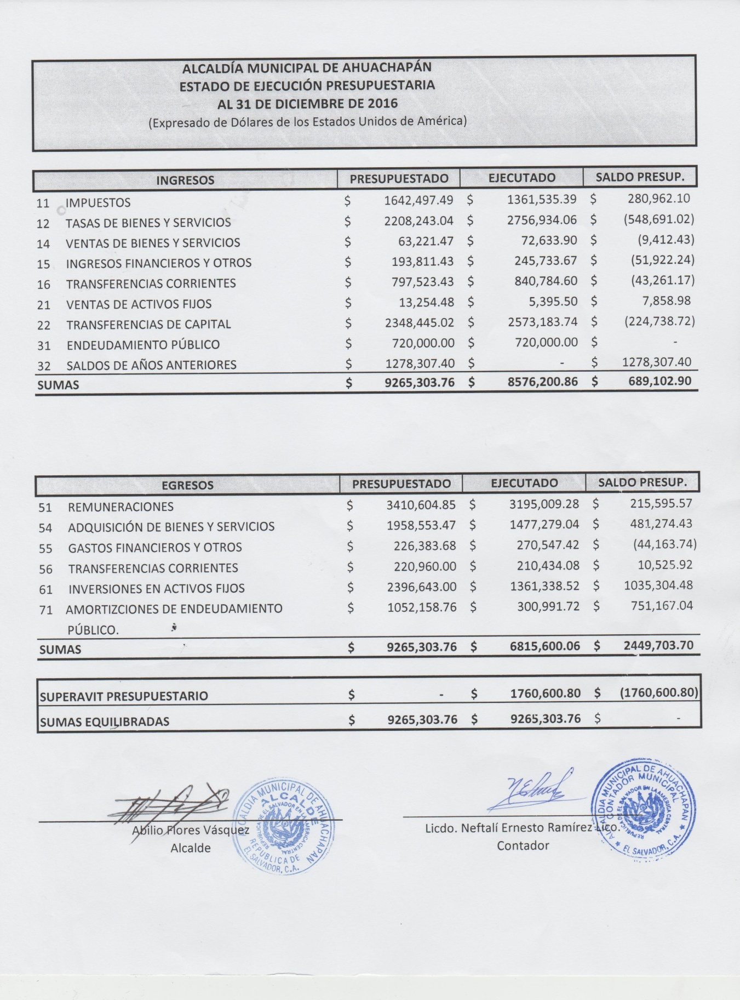 ALCALDÍA MUNICIPAL DE AHUACHAPÁN
ESTADO DE EJECUCIÓN PRESUPUESTARIA
AL 31 DE DICIEMBRE DE 2016
(Expresado de Dólares de los Estados Unidos de América)
INGRESOS PRESUPUESTADO EJECUTADO SALDO PRESUP.
11 IMPUESTOS $ 1642,497.49 $ 1361,535.39 $ 280,962.10
12 TASAS DE BIENES Y SERVICIOS $ 2208,243.04 $ 2756,934.06 $ (548,691.02)
14 VENTAS DE BIENES Y SERVICIOS $ 63,221.47 $ 72,633.90 $ (9,412.43)
15 INGRESOS FINANCIEROS Y OTROS $ 193,811.43 $ 245,733.67 $ (51,922.24)
16 TRANSFERENCIAS CORRIENTES $ 797,523.43 $ 840,784.60 $ (43,261.17)
21 VENTAS DE ACTIVOS FIJOS $ 13,254.48 $ 5,395.50 $ 7,858.98
22 TRANSFERENCIAS DE CAPITAL $ 2348,445.02 $ 2573,183.74 $ (224,738.72)
31 ENDEUDAMIENTO PÚBLICO $ 720,000.00 $ 720,000.00 $ -
32 SALDOS DE AÑOS ANTERIORES $ 1278,307.40 $ - $ 1278,307.40
SUMAS $ 9265,303.76 $ 8576,200.86 $ 689,102.90
EGRESOS PRESUPUESTADO EJECUTADO SALDO PRESUP.
51 REMUNERACIONES $ 3410,604.85 $ 3195,009.28 $ 215,595.57
54 ADQUISICIÓN DE BIENES Y SERVICIOS $ 1958,553.47 $ 1477,279.04 $ 481,274.43
55 GASTOS FINANCIEROS Y OTROS $ 226,383.68 $ 270,547.42 $ (44,163.74)
56 TRANSFERENCIAS CORRIENTES $ 220,960.00 $ 210,434.08 $ 10,525.92
61 INVERSIONES EN ACTIVOS FIJOS $ 2396,643.00 $ 1361,338.52 $ 1035,304.48
71 AMORTIZCIONES DE ENDEUDAMIENTO $ 1052,158.76 $ 300,991.72 $ 751,167.04
PÚBLICO.
SUMAS $ 9265,303.76 $ 6815,600.06 $ 2449,703.70
SUPERAVIT PRESUPUESTARIO $ - $ 1760,600.80 $ (1760,600.80)
SUMAS EQUILIBRADAS $ 9265,303.76 $ 9265,303.76 $ -
Abilio Flores Vásquez
Alcalde
ALCALDIA MUNICIPAL DE AHUACHAPAN
ALCALDE
REPUBLICA DE EL SALVADOR EN LA AMERICA CENTRAL
REPUBLICA DE
EL SALVADOR, C.A.
Licdo. Neftalí Ernesto Ramírez Lico.
Contador
ALCALDIA MUNICIPAL DE AHUACHAPAN
CONTADOR MUNICIPAL
REPUBLICA DE EL SALVADOR EN LA AMERICA CENTRAL
EL SALVADOR, C.A.